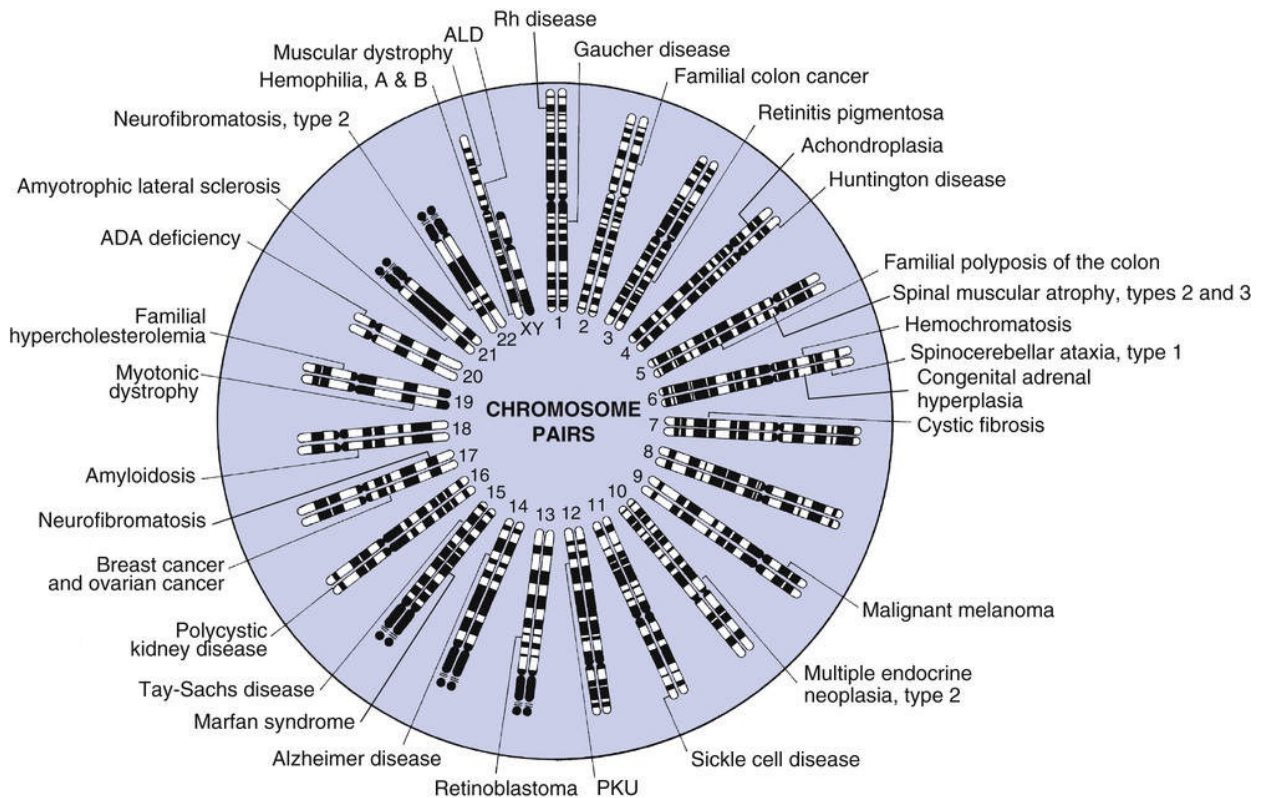 Rh disease
ALD
Gaucher disease
Muscular dystrophy
Hemophilia, A & B
Familial colon cancer
Neurofibromatosis, type 2
Retinitis pigmentosa
Achondroplasia
Amyotrophic lateral sclerosis
Huntington disease
ADA deficiency
Familial polyposis of the colon
Spinal muscular atrophy, types 2 and 3
Familial
hypercholesterolemia
Hemochromatosis
Spinocerebellar ataxia, type 1
Myotonic
dystrophy
Congenital adrenal
hyperplasia
Cystic fibrosis
CHROMOSOME
PAIRS
1
2
3
4
5
6
7
8
9
10
11
12
13
14
15
16
17
18
19
20
21
22
XY
Amyloidosis
Neurofibromatosis
Breast cancer
and ovarian cancer
Malignant melanoma
Polycystic
kidney disease
Multiple endocrine
neoplasia, type 2
Tay-Sachs disease
Marfan syndrome
Alzheimer disease
Sickle cell disease
Retinoblastoma
PKU